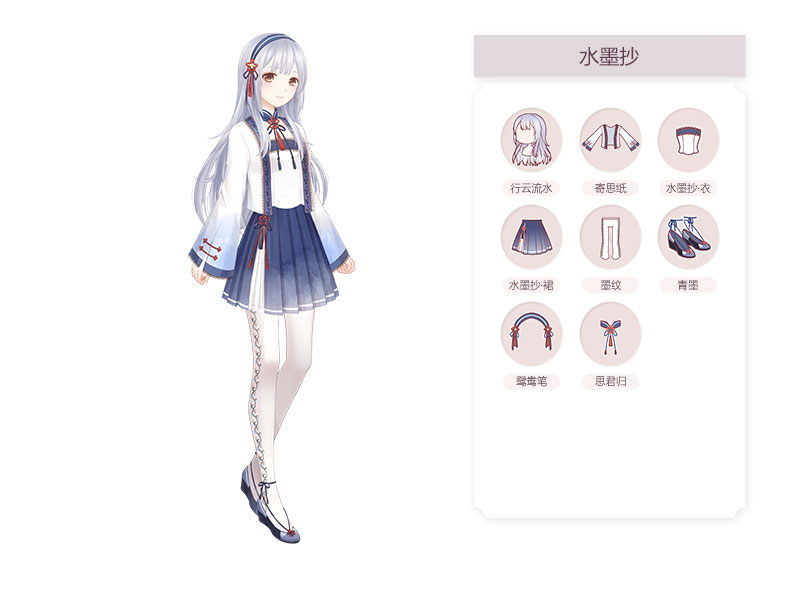 水墨抄
行云流水
寄思纸
水墨抄·衣
水墨抄·裙
墨纹
青墨
鸳鸯笔
思君归